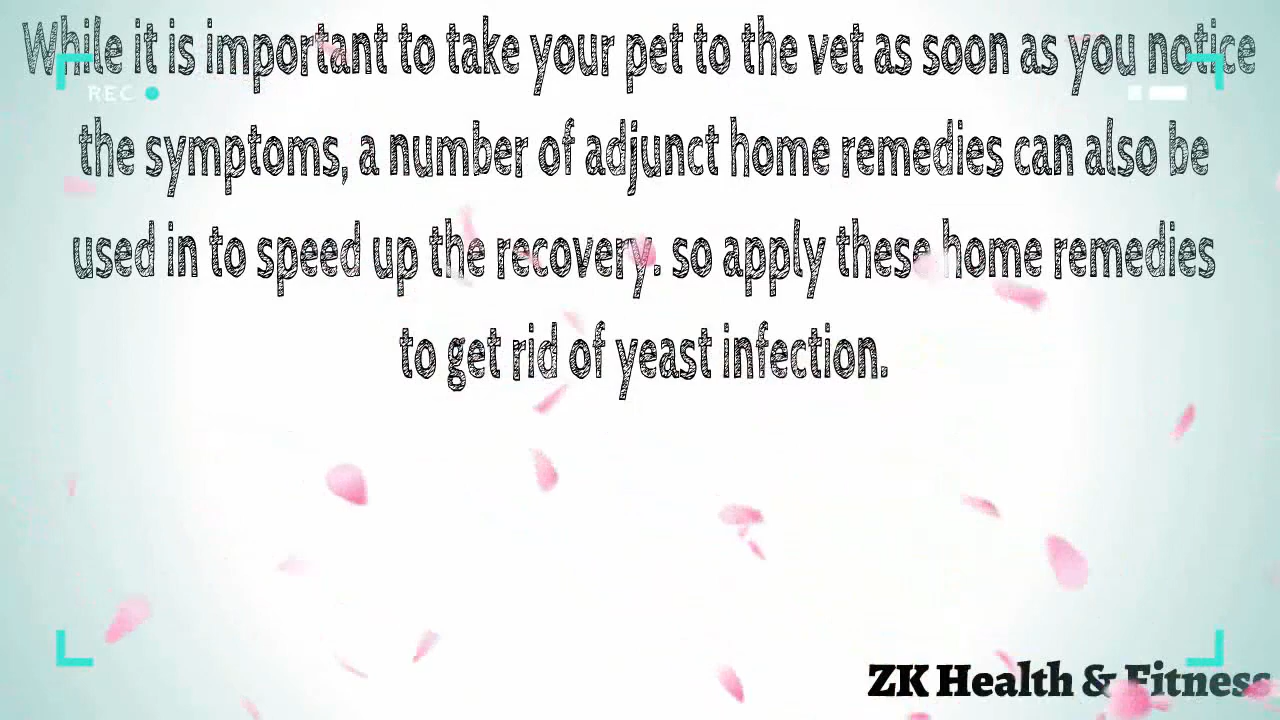 While it is important to take your pet to the vet as soon as you notice
REC
the symptoms, a number of adjunct home remedies can also be
used in to speed up the recovery. so apply these home remedies
to get rid of yeast infection.
ZK Health & Fitness